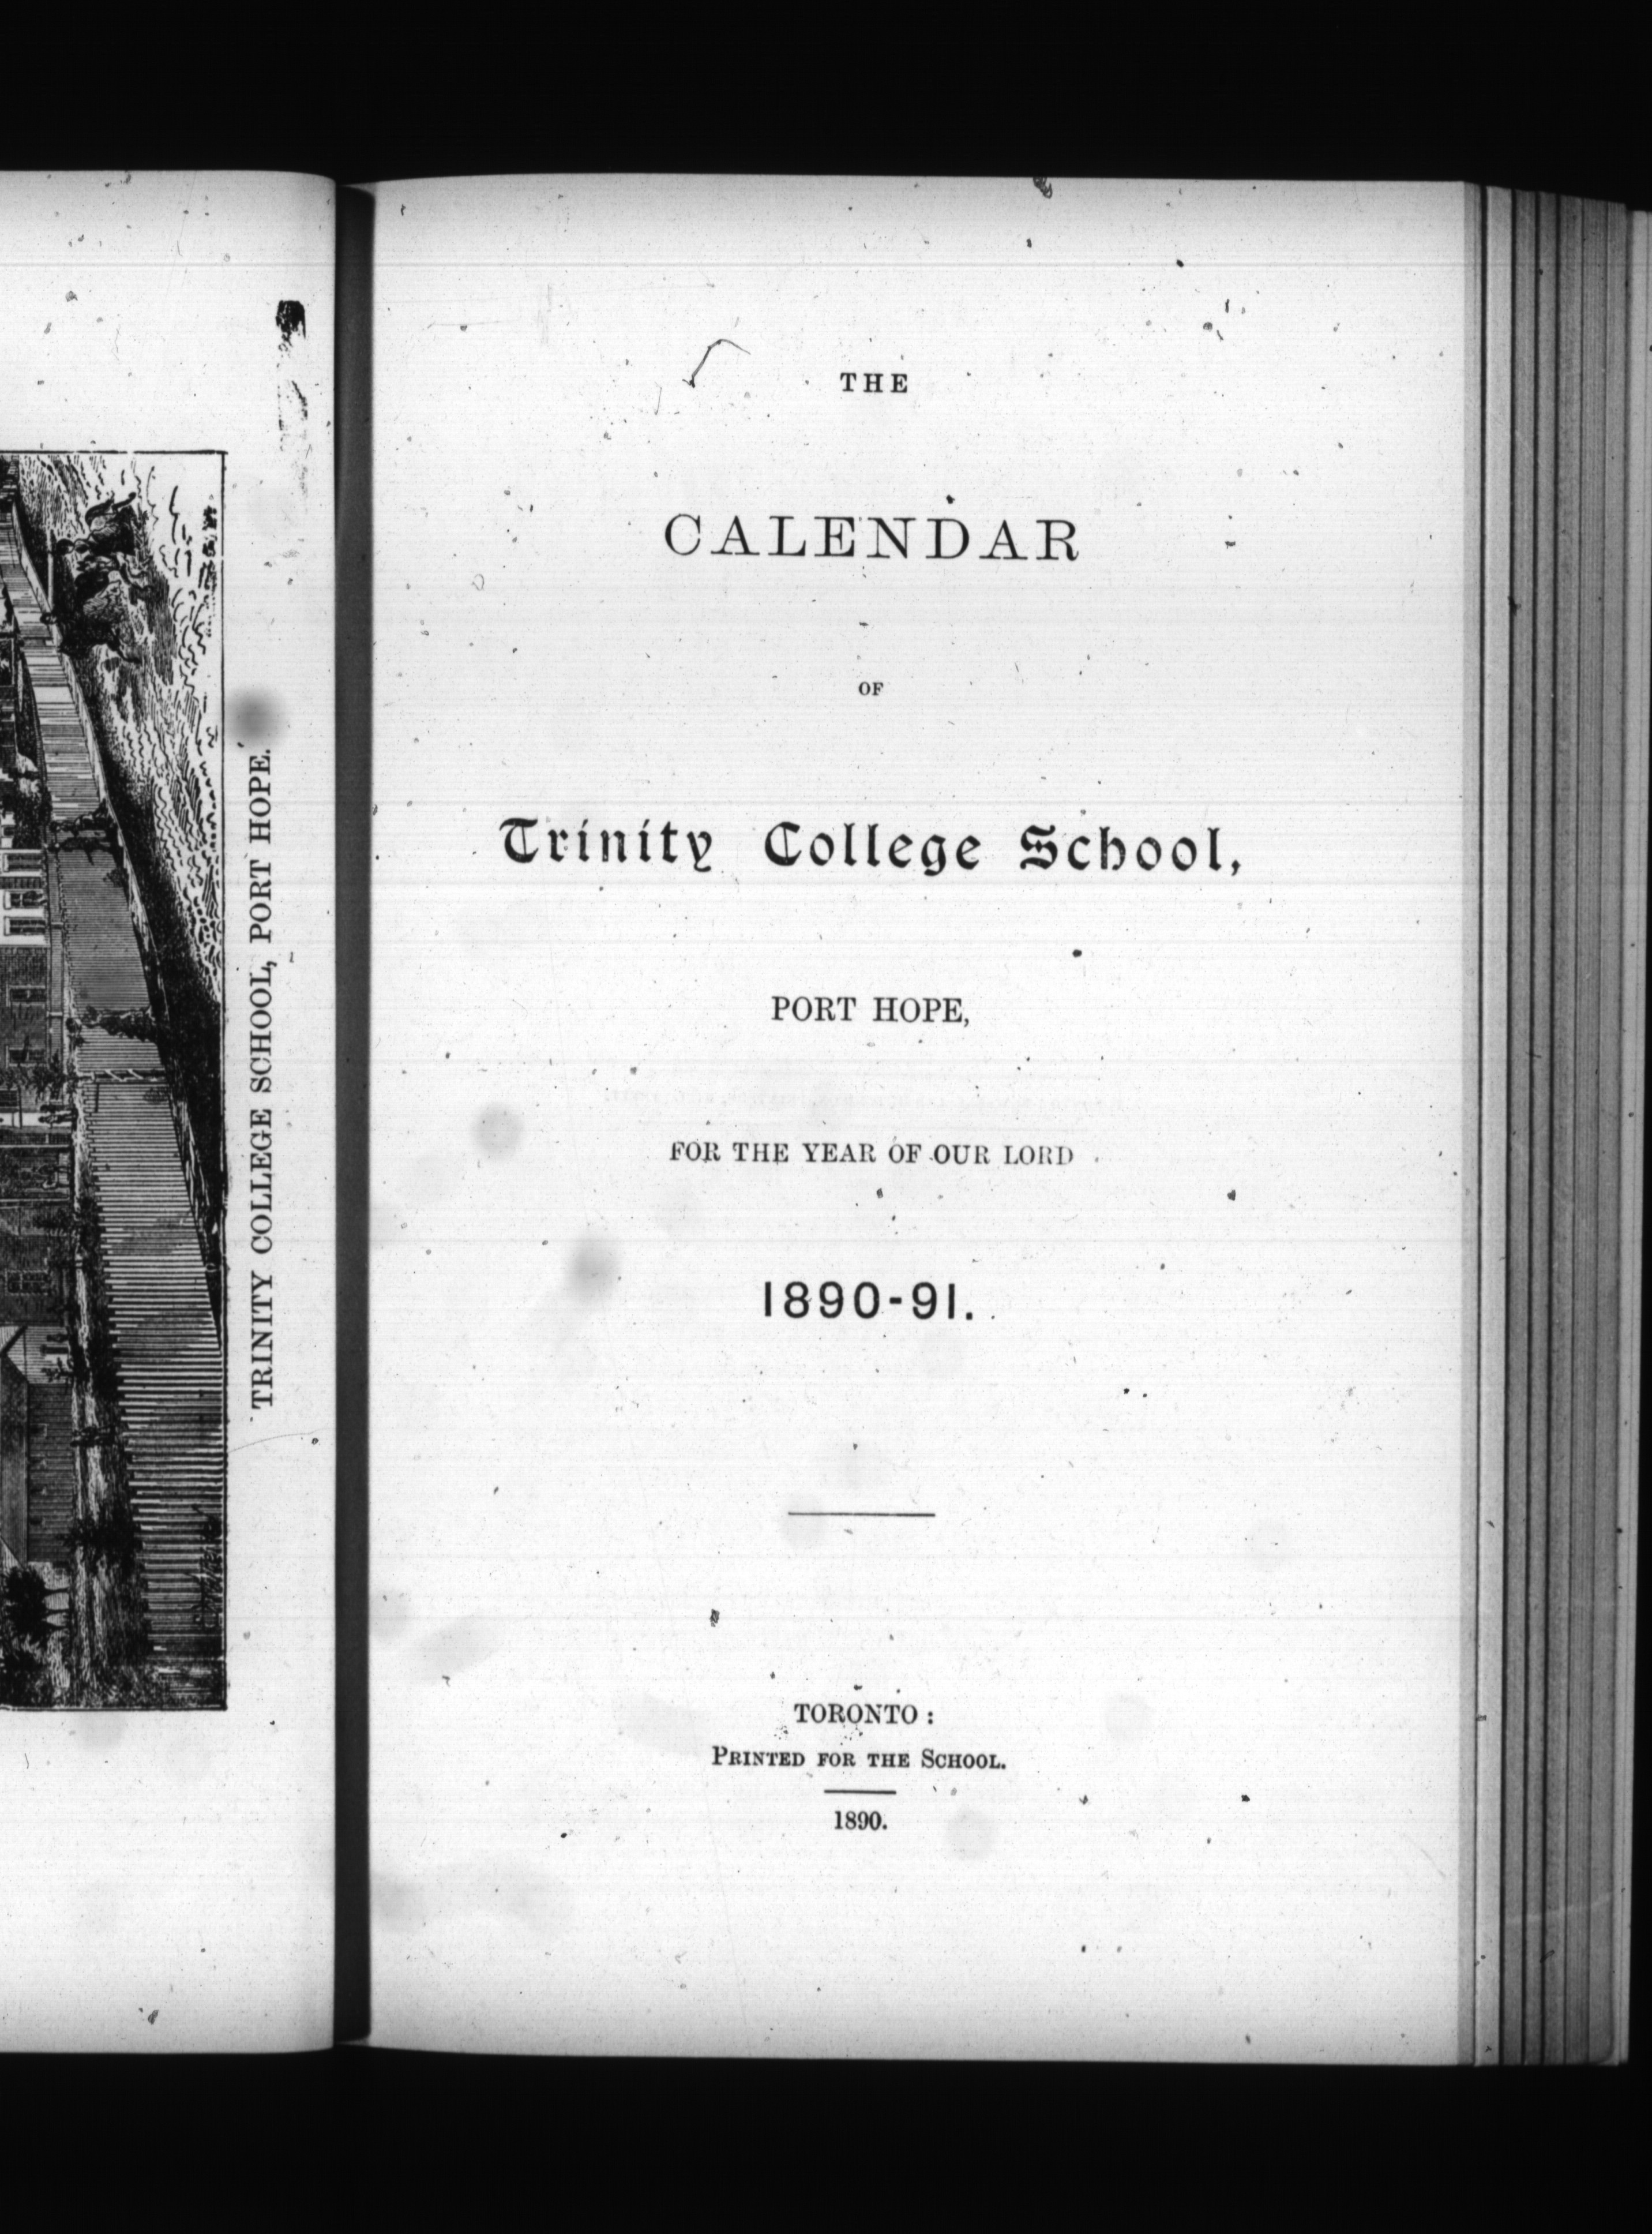 TRINITY COLLEGE SCHOOL, PORT HOPE.
THE
CALENDAR
OF
Trinity College School,
PORT HOPE,
FOR THE YEAR OF OUR LORD
1890-91.
TORONTO:
PRINTED FOR THE SCHOOL.
1890.